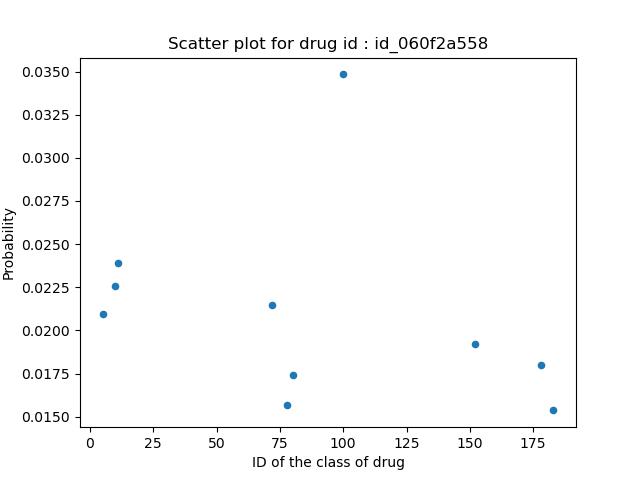 Scatter plot for drug id : id_060f2a558
Probability
0.0350
0.0325
0.0300
0.0275
0.0250
0.0225
0.0200
0.0175
0.0150
0 25 50 75 100 125 150 175
ID of the class of drug